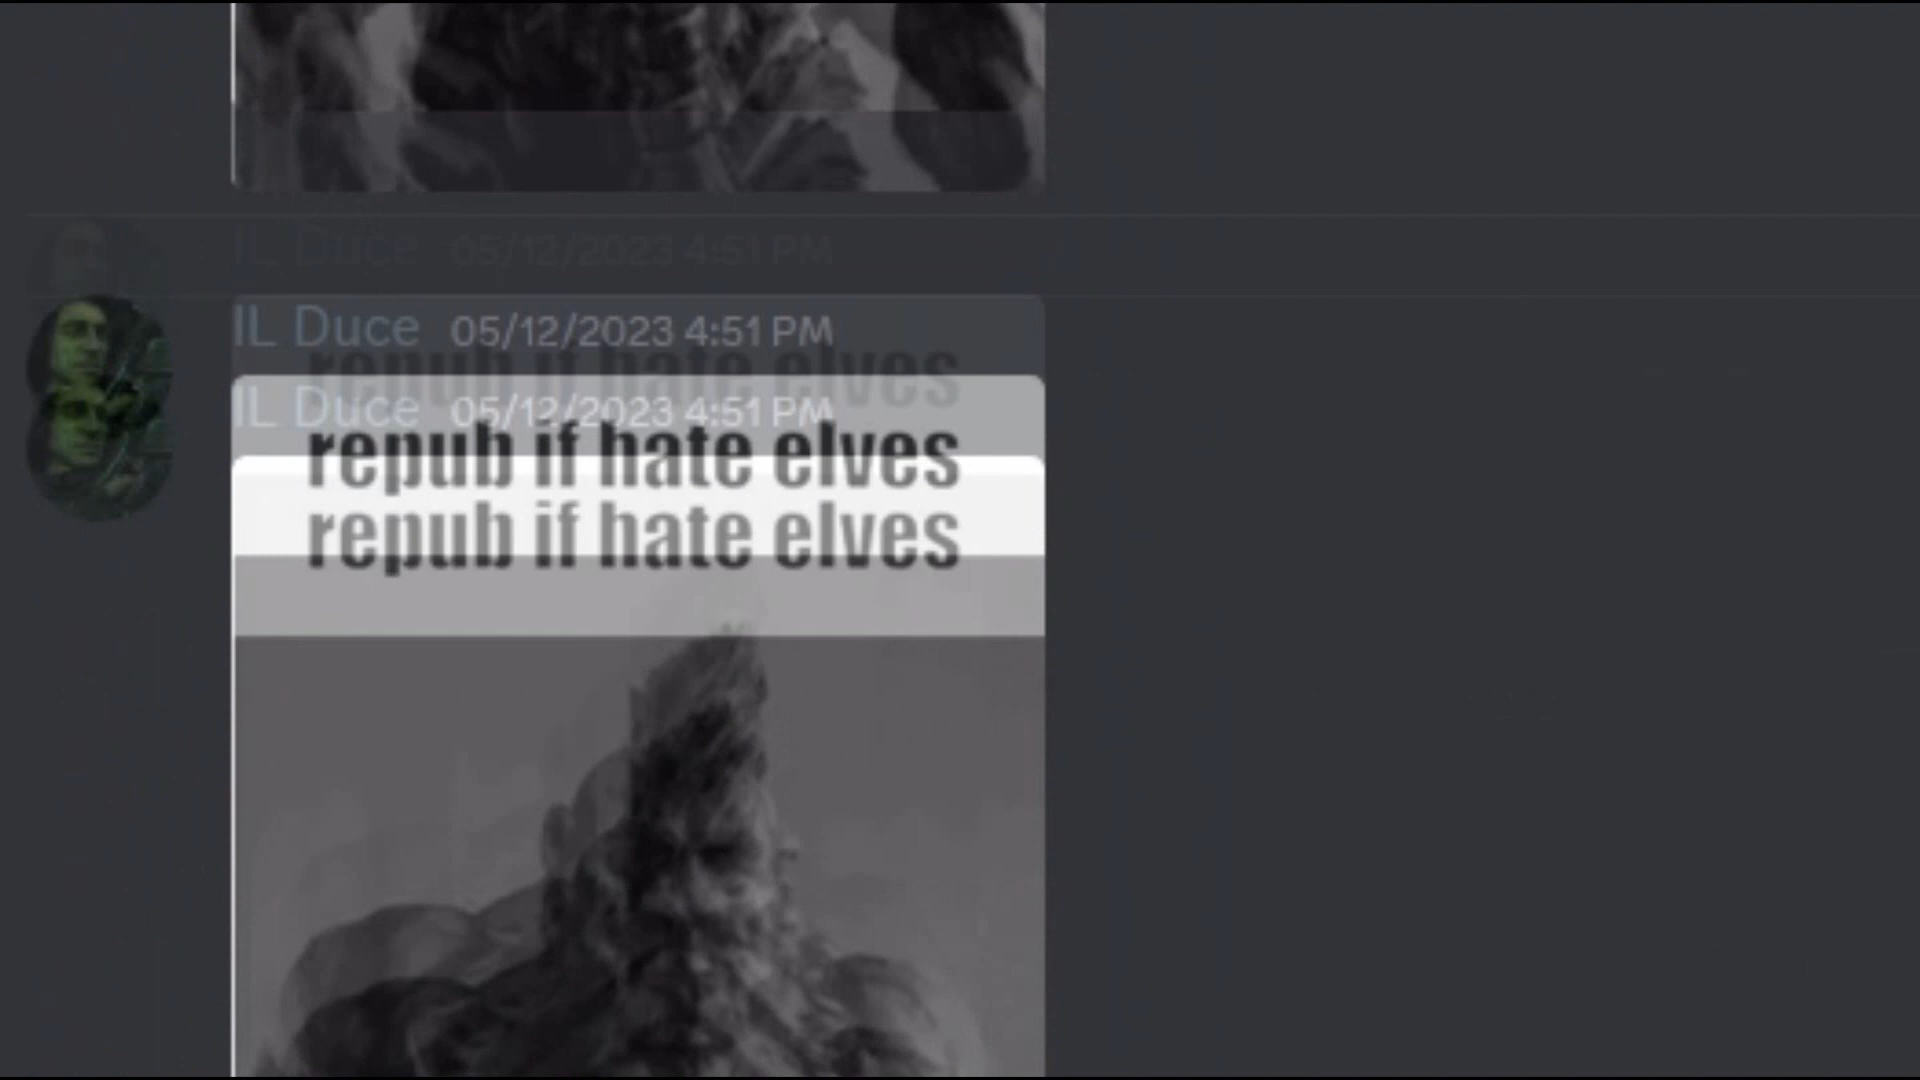 IL Duce 05/12/2023 4:51 PM
IL Duce 05/12/2023 4:51 PM
repub if hate elves
IL Duce 05/12/2023 4:51 PM
repub if hate elves
repub if hate elves